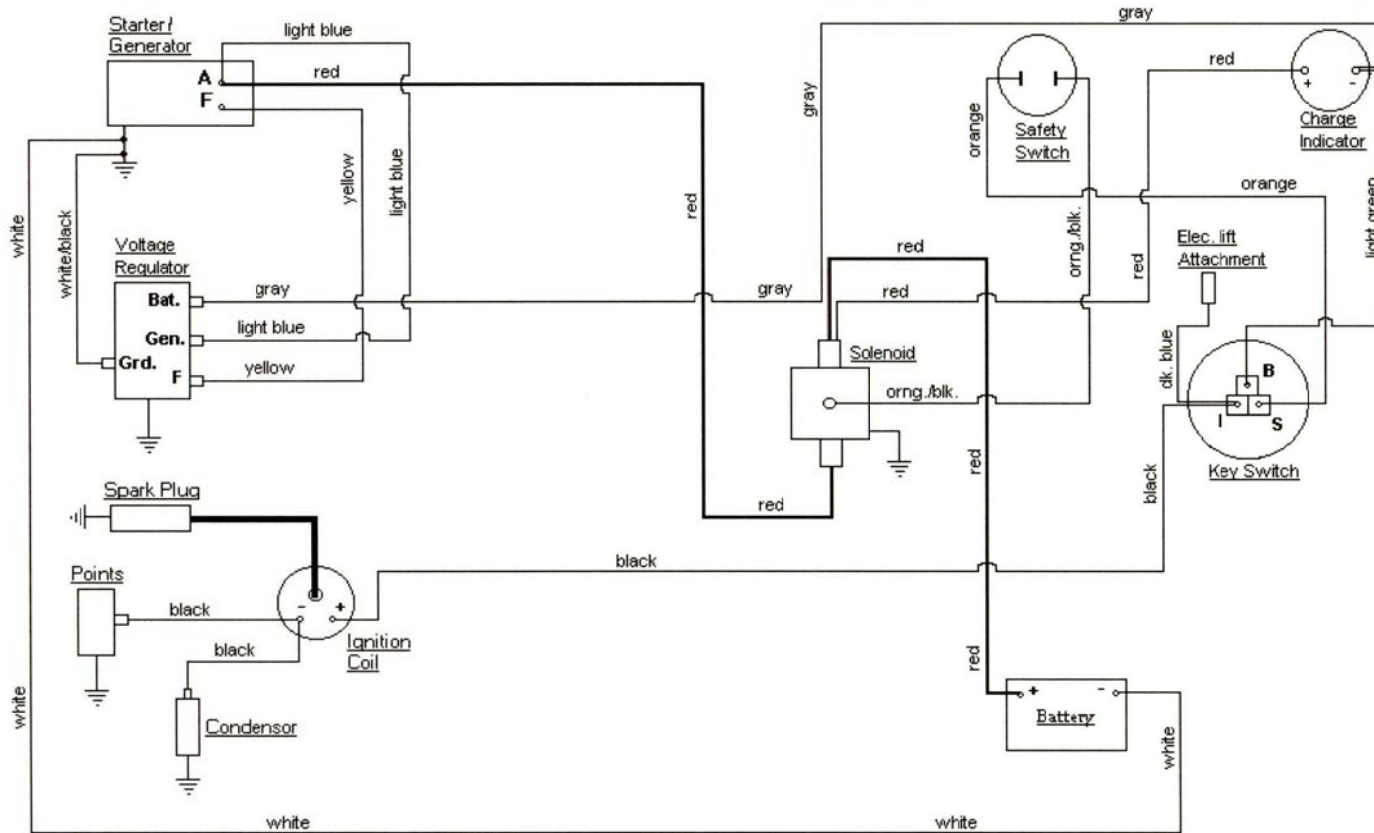 gray
Starter/
Generator
light blue
red
A
F
red
Safety
Switch
+ -
Charge
Indicator
gray
orange
yellow
light blue
red
orange
white
white/black
orng./blk.
red
light green
Voltage
Regulator
Elec. lift
Attachment
red
Bat.
gray
gray
red
Gen.
light blue
Grd.
Solenoid
dk. blue
F
yellow
orng./blk.
B
I
S
Key Switch
red
black
Spark Plug
red
black
Points
- +
black
Ignition
Coil
black
red
+ -
Battery
Condensor
white
white
white
white